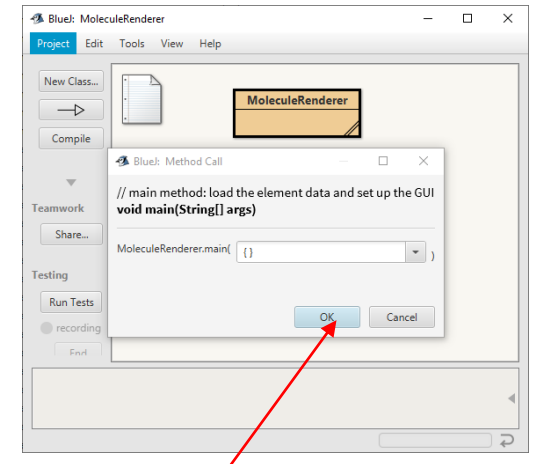 BlueJ: MoleculeRenderer
Project Edit Tools View Help
New Class...
Compile
MoleculeRenderer
BlueJ: Method Call
// main method: load the element data and set up the GUI
void main(String[] args)
MoleculeRenderer.main( { } )
OK Cancel
Teamwork
Share...
Testing
Run Tests
recording
End